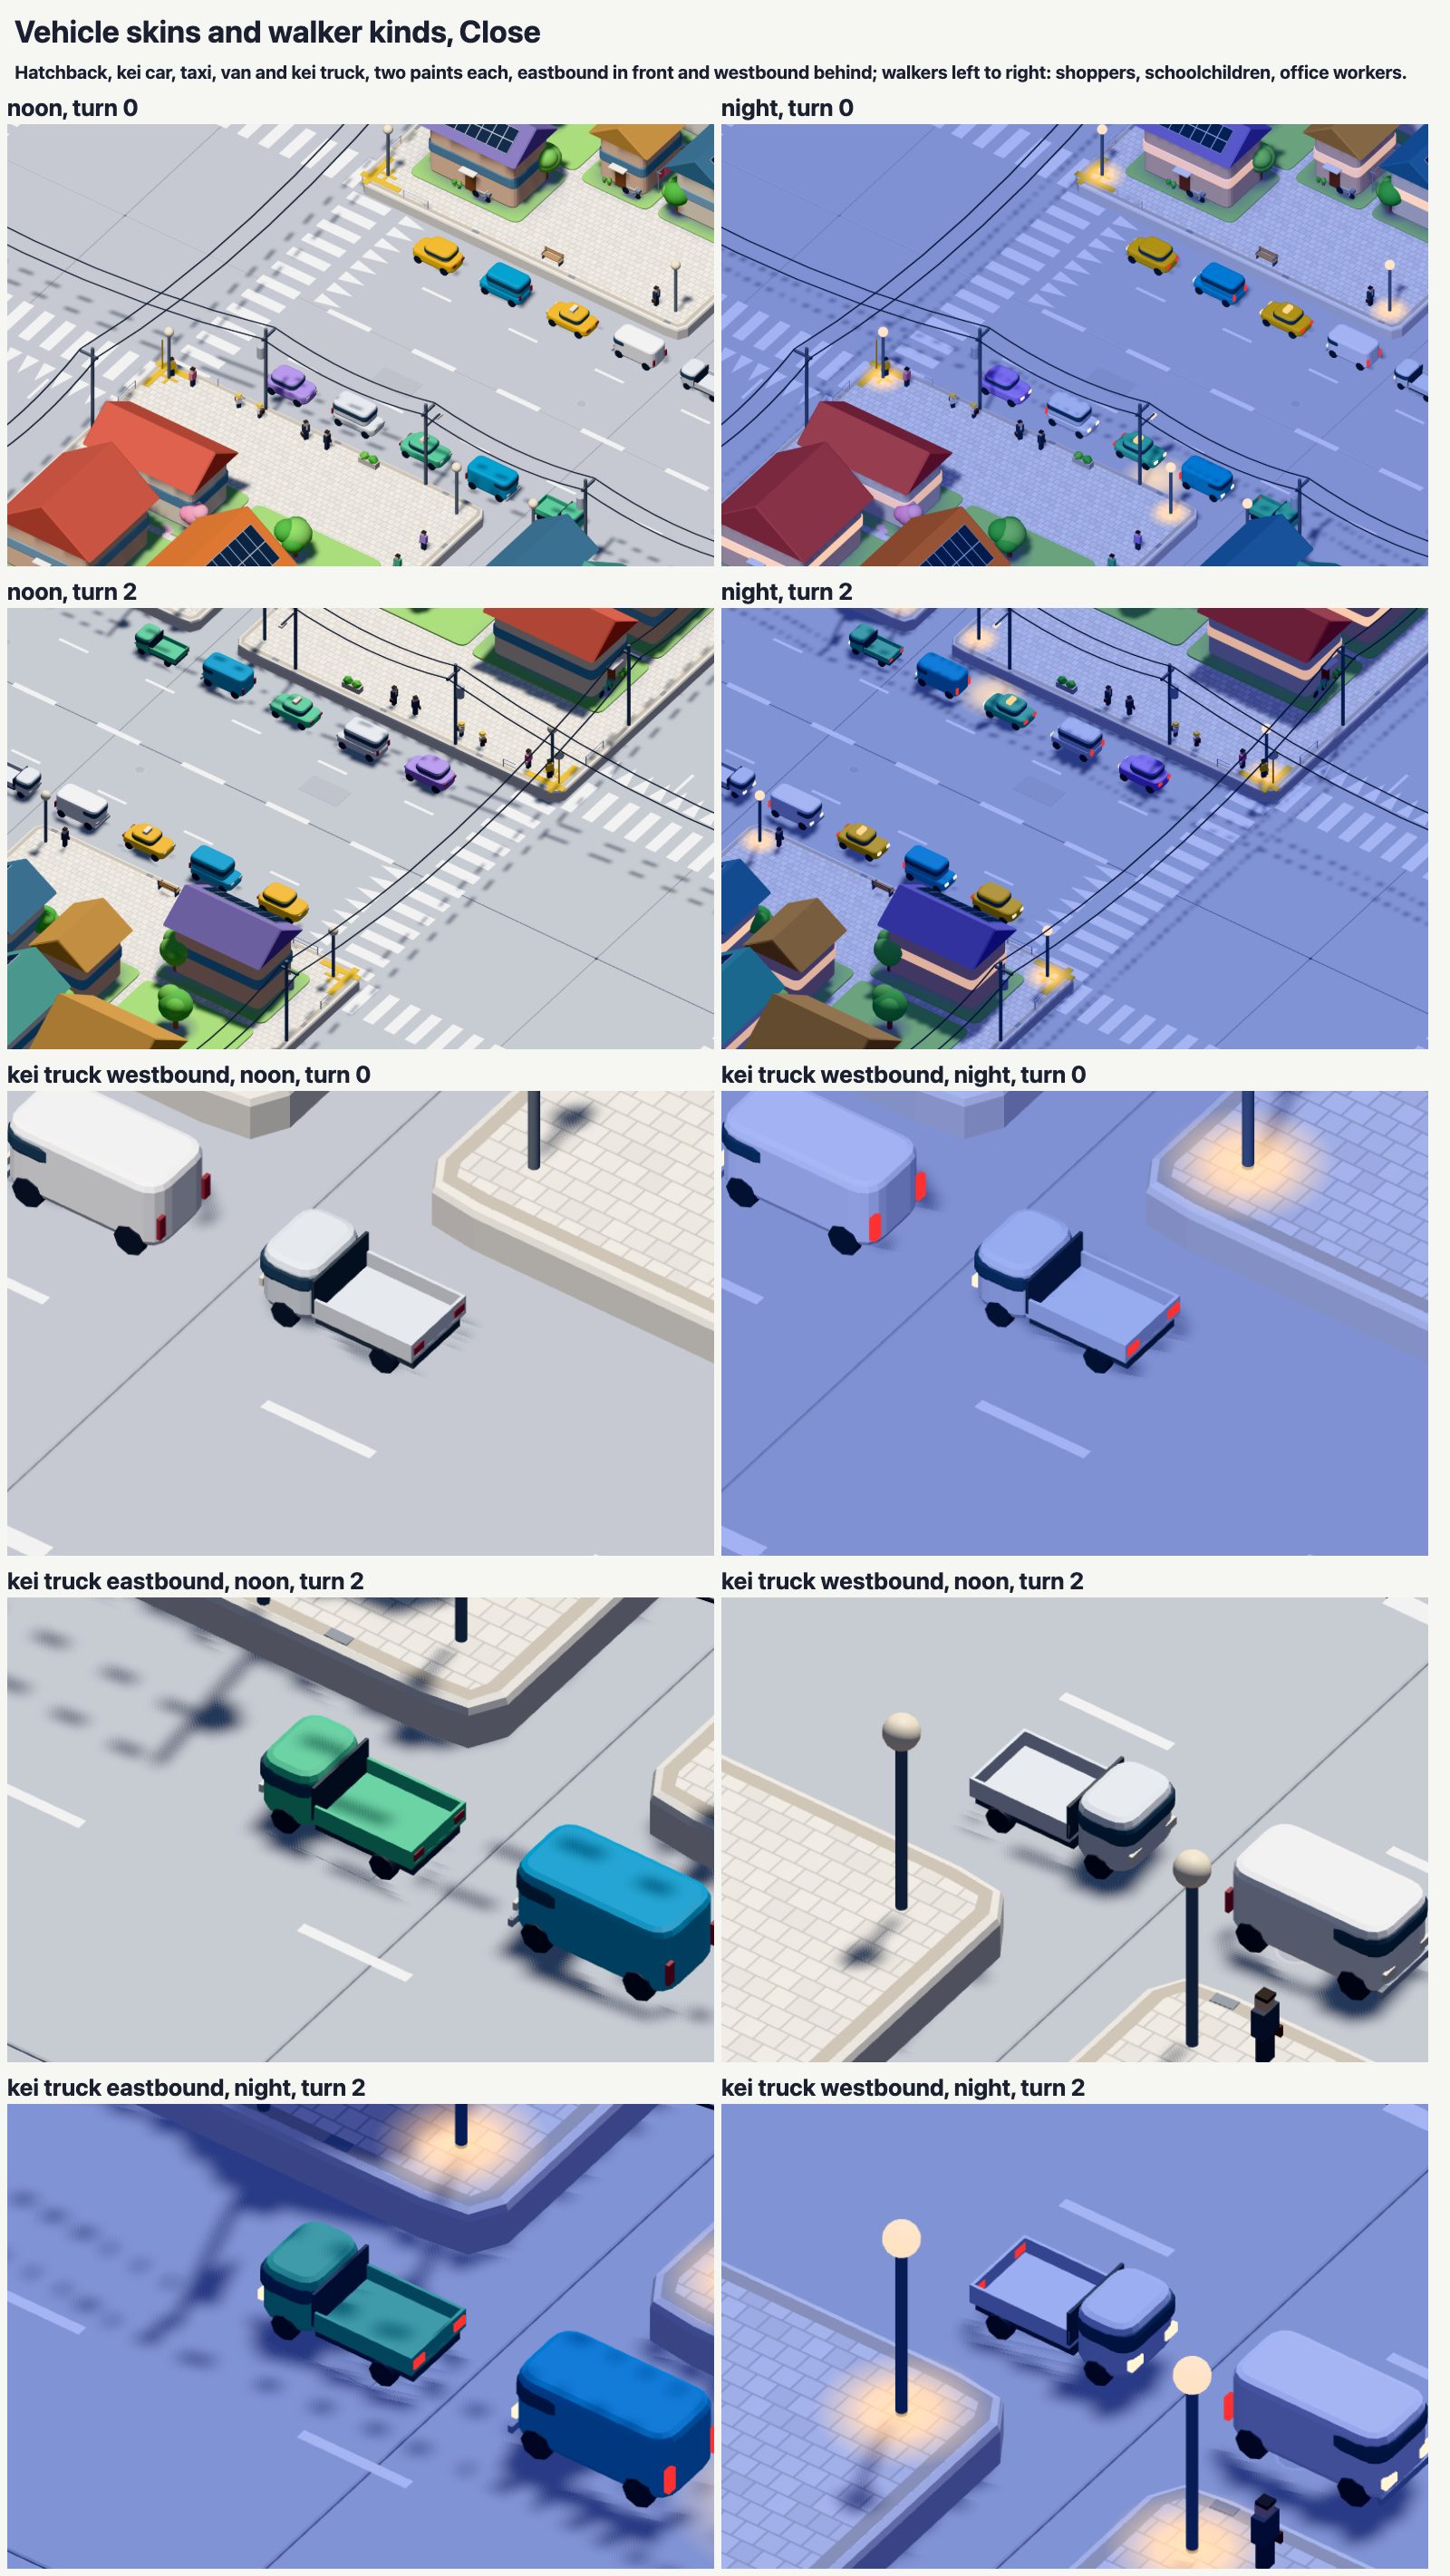 Vehicle skins and walker kinds, Close
Hatchback, kei car, taxi, van and kei truck, two paints each, eastbound in front and westbound behind; walkers left to right: shoppers, schoolchildren, office workers.
noon, turn 0
night, turn 0
noon, turn 2
night, turn 2
kei truck westbound, noon, turn 0
kei truck westbound, night, turn 0
kei truck eastbound, noon, turn 2
kei truck westbound, noon, turn 2
kei truck eastbound, night, turn 2
kei truck westbound, night, turn 2